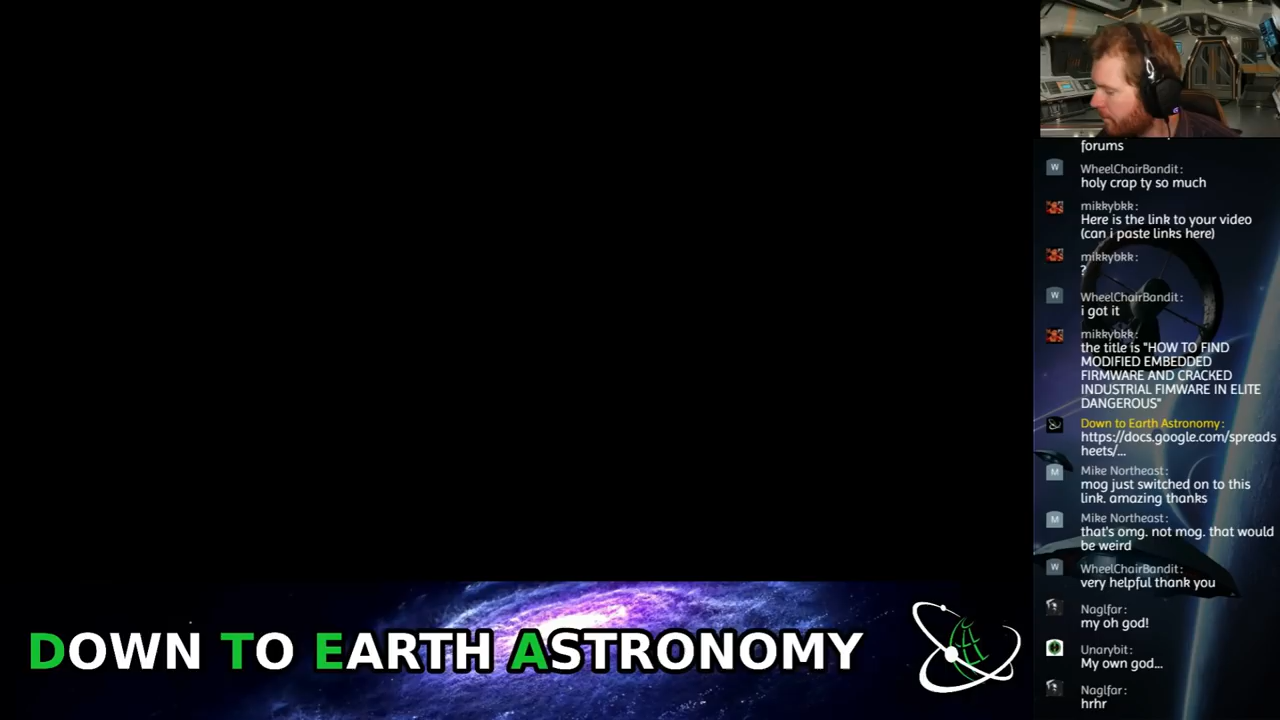 forums
W
WheelChairBandit:
holy crap ty so much
mikkybkk:
Here is the link to your video
(can i paste links here)
mikkybkk:
?
W
WheelChairBandit:
i got it
mikkybkk:
the title is "HOW TO FIND
MODIFIED EMBEDDED
FIRMWARE AND CRACKED
INDUSTRIAL FIMWARE IN ELITE
DANGEROUS"
Down to Earth Astronomy:
https://docs.google.com/spreads
heets/...
M
Mike Northeast:
mog just switched on to this
link. amazing thanks
M
Mike Northeast:
that's omg. not mog. that would
be weird
W
WheelChairBandit:
very helpful thank you
Naglfar:
my oh god!
Unarybit:
My own god...
Naglfar:
hrhr
DOWN TO EARTH ASTRONOMY